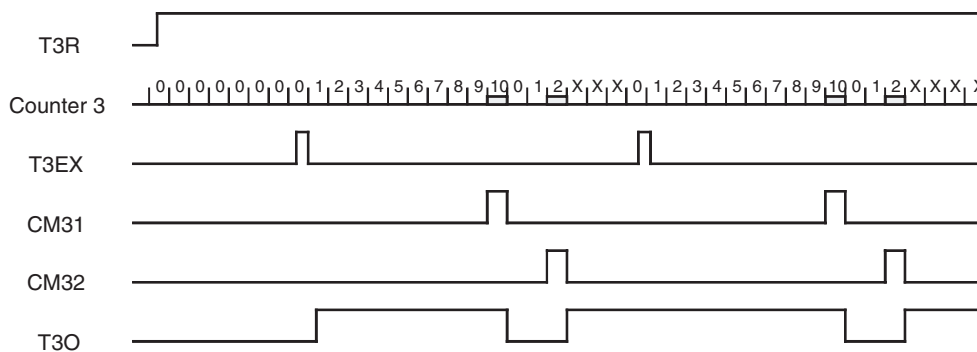 T3R
0 0 0 0 0 0 0 0 1 2 3 4 5 6 7 8 9 10 0 1 2 X X X 0 1 2 3 4 5 6 7 8 9 10 0 1 2 X X X X
Counter 3
T3EX
CM31
CM32
T3O